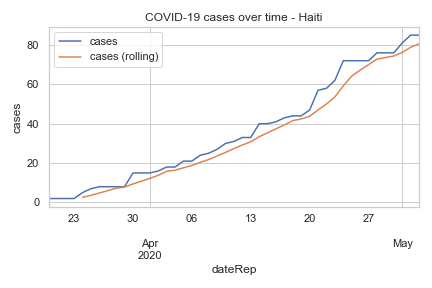 COVID-19 cases over time - Haiti
cases
cases (rolling)
80
60
40
20
0
cases
23 30 06 13 20 27
Apr May
2020
dateRep